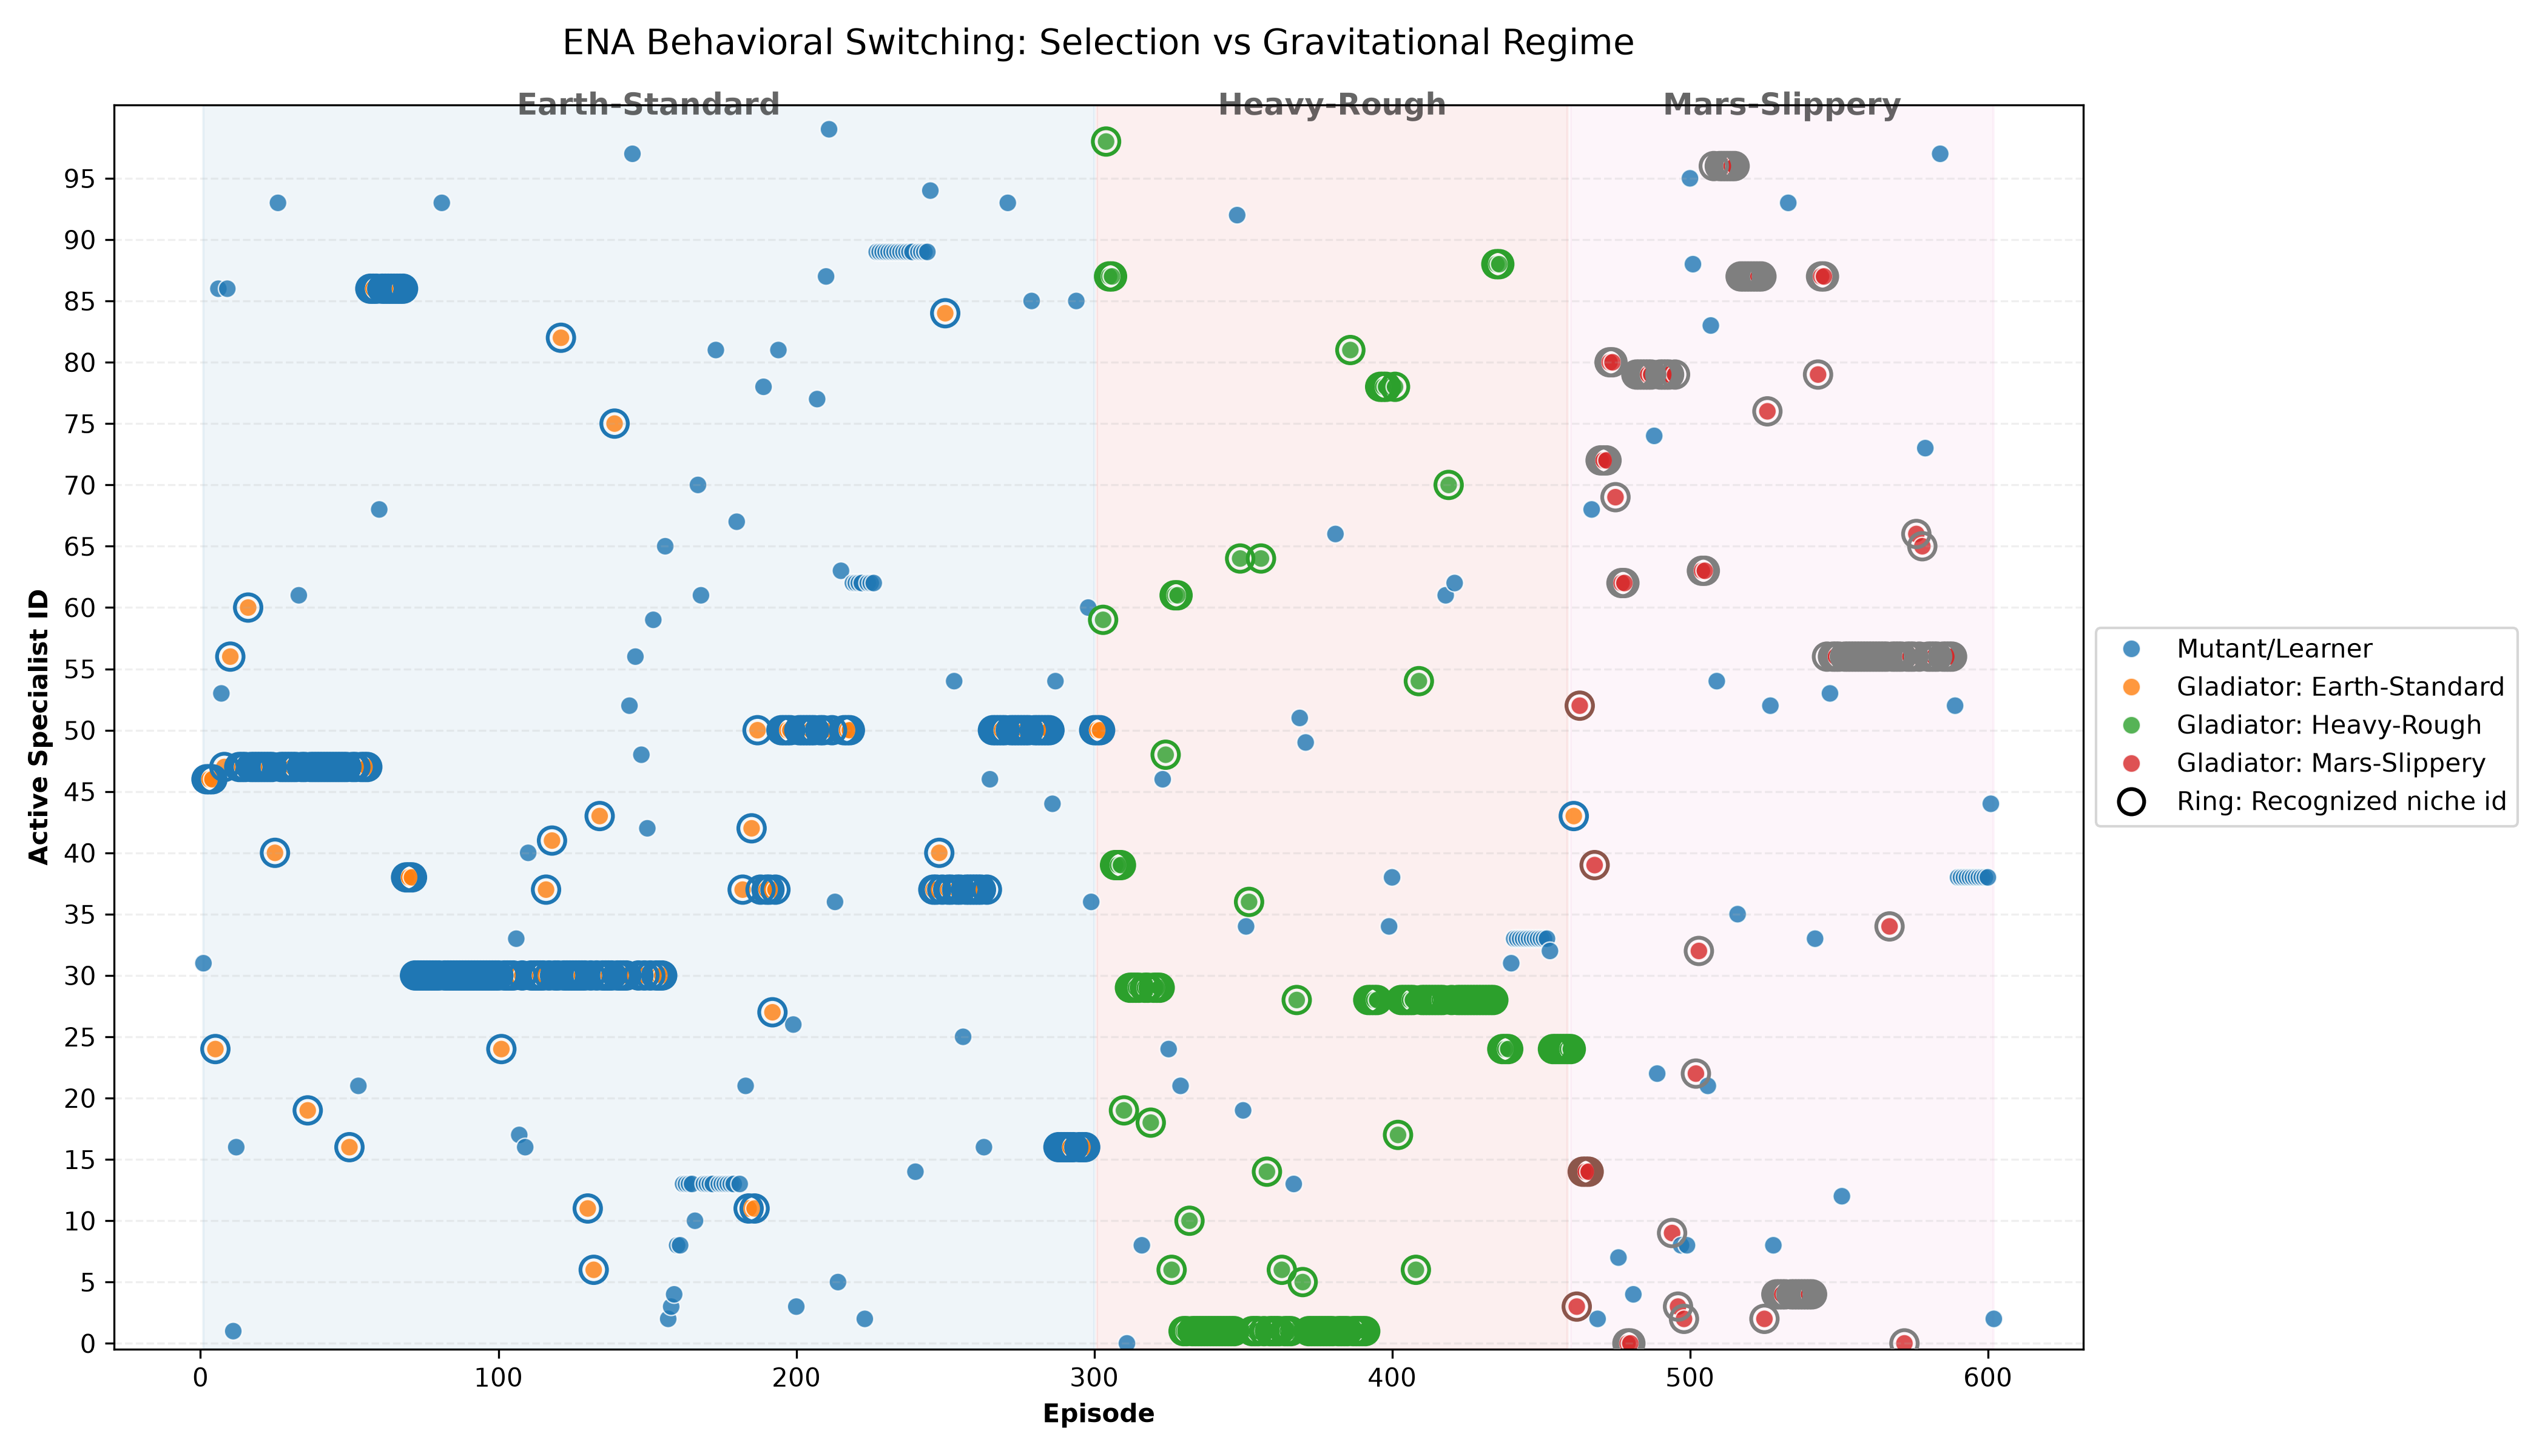 ENA Behavioral Switching: Selection vs Gravitational Regime
Earth-Standard
Heavy-Rough
Mars-Slippery
Active Specialist ID
95
90
85
80
75
70
65
60
55
50
45
40
35
30
25
20
15
10
5
0
0
100
200
300
400
500
600
Episode
Mutant/Learner
Gladiator: Earth-Standard
Gladiator: Heavy-Rough
Gladiator: Mars-Slippery
Ring: Recognized niche id